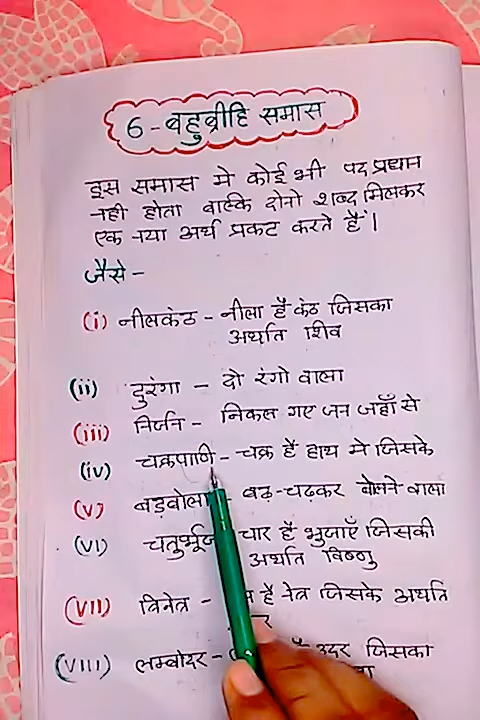 6 - बहुव्रीहि समास
इस समास मे कोई भी पद प्रधान
नही होता बल्कि दोनो शब्द मिलकर
एक नया अर्थ प्रकट करते हैं।
जैसे -
(i) नीलकंठ - नीला है कंठ जिसका
अर्थात शिव
(ii) दुरंगा - दो रंगो वाला
(iii) निर्जन - निकल गए जन जहाँ से
(iv) चक्रपाणि - चक्र है हाथ मे जिसके
(v) बड़बोला - बढ़-चढ़कर बोलने वाला
(VI) चतुर्भूज चार है भुजाएँ जिसकी
अर्थात विष्णु
(VII) त्रिनेत्र - है नेत्र जिसके अर्थात
(VIII) लम्बोदर - उदर जिसका